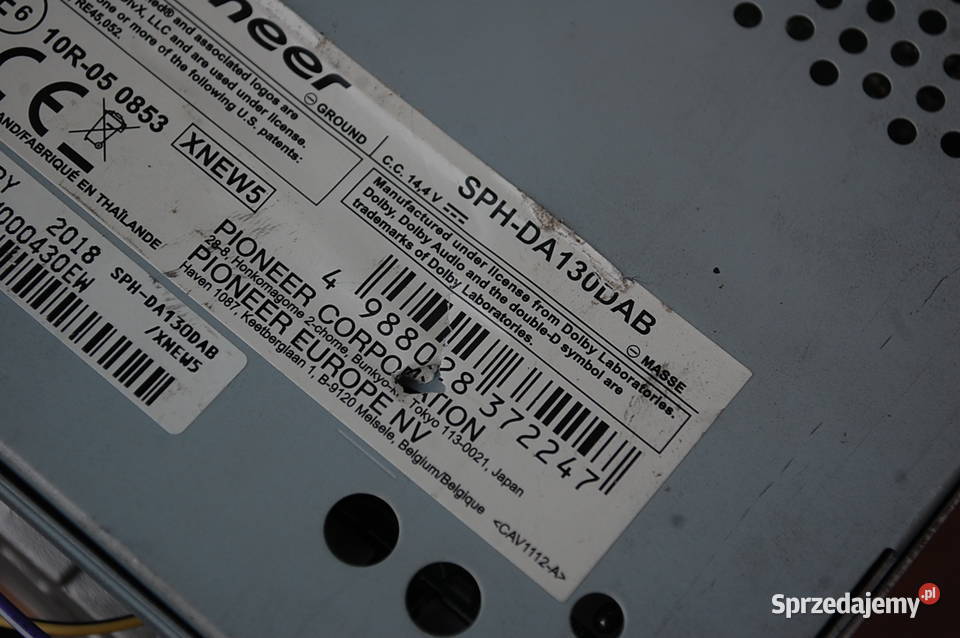 neer
GROUND
C.C. 14,4 V
SPH-DA130DAB
MASSE
and associated logos are
LLC and are used under license.
one or more of the following U.S. patents:
RE45,052.
E6
10R-05 0853
CE
XNEW5
Manufactured under license from Dolby Laboratories.
Dolby, Dolby Audio and the double-D symbol are
trademarks of Dolby Laboratories.
AND/FABRIQUÉ EN THAÏLANDE
4 988028 372247
PIONEER CORPORATION
28-8, Honkomagome 2-chome, Bunkyo-ku Tokyo 113-0021, Japan
PIONEER EUROPE NV
Haven 1087, Keetberglaan 1, B-9120 Melsele, Belgium/Belgique
<CAV1112-A>
2018
000430EW
SPH-DA130DAB
/XNEW5
Sprzedajemy.pl